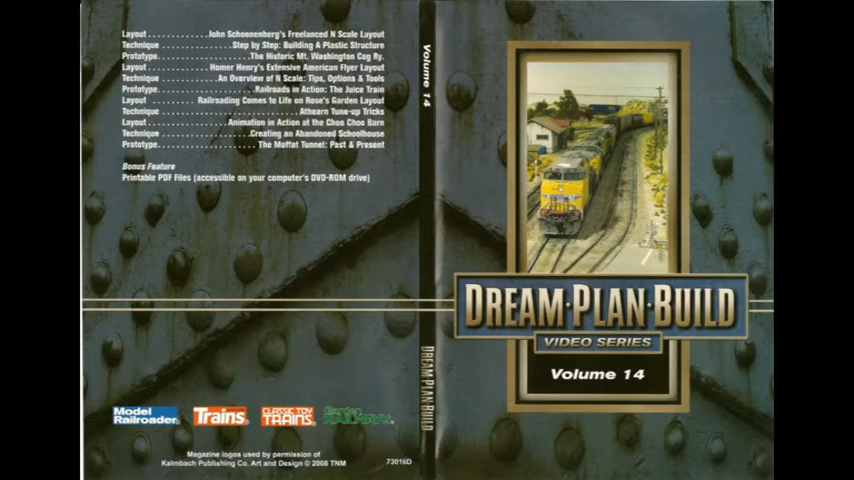 Layout . . . . . . . . . . . . . . .John Schoonenberg's Freelanced N Scale Layout
Technique . . . . . . . . . . . . . . . . . .Step by Step: Building A Plastic Structure
Prototype. . . . . . . . . . . . . . . . . . . . . . .The Historic Mt. Washington Cog Ry.
Layout . . . . . . . . . . . . . . .Homer Henry's Extensive American Flyer Layout
Technique . . . . . . . . . . . . . . .An Overview of N Scale: Tips, Options & Tools
Prototype. . . . . . . . . . . . . . . . . . . . . . . .Railroads in Action: The Juice Train
Layout . . . . . . . . Railroading Comes to Life on Rose's Garden Layout
Technique . . . . . . . . . . . . . . . . . . . . . . . . . . . . . . . . .Athearn Tune-up Tricks
Layout . . . . . . . . . . . . . . . . . . .Animation in Action at the Choo Choo Barn
Technique . . . . . . . . . . . . . . . . . . . . . . .Creating an Abandoned Schoolhouse
Prototype. . . . . . . . . . . . . . . . . . . . . . . . . The Moffat Tunnel: Past & Present
Bonus Feature
Printable PDF Files (accessible on your computer's DVD-ROM drive)
Model
Railroader
Trains
CLASSIC TOY
TRAINS
Garden
RAILWAYS
Magazine logos used by permission of
Kalmbach Publishing Co. Art and Design © 2008 TNM
73016D
Volume 14
DREAM·PLAN·BUILD
DREAM·PLAN·BUILD
VIDEO SERIES
Volume 14